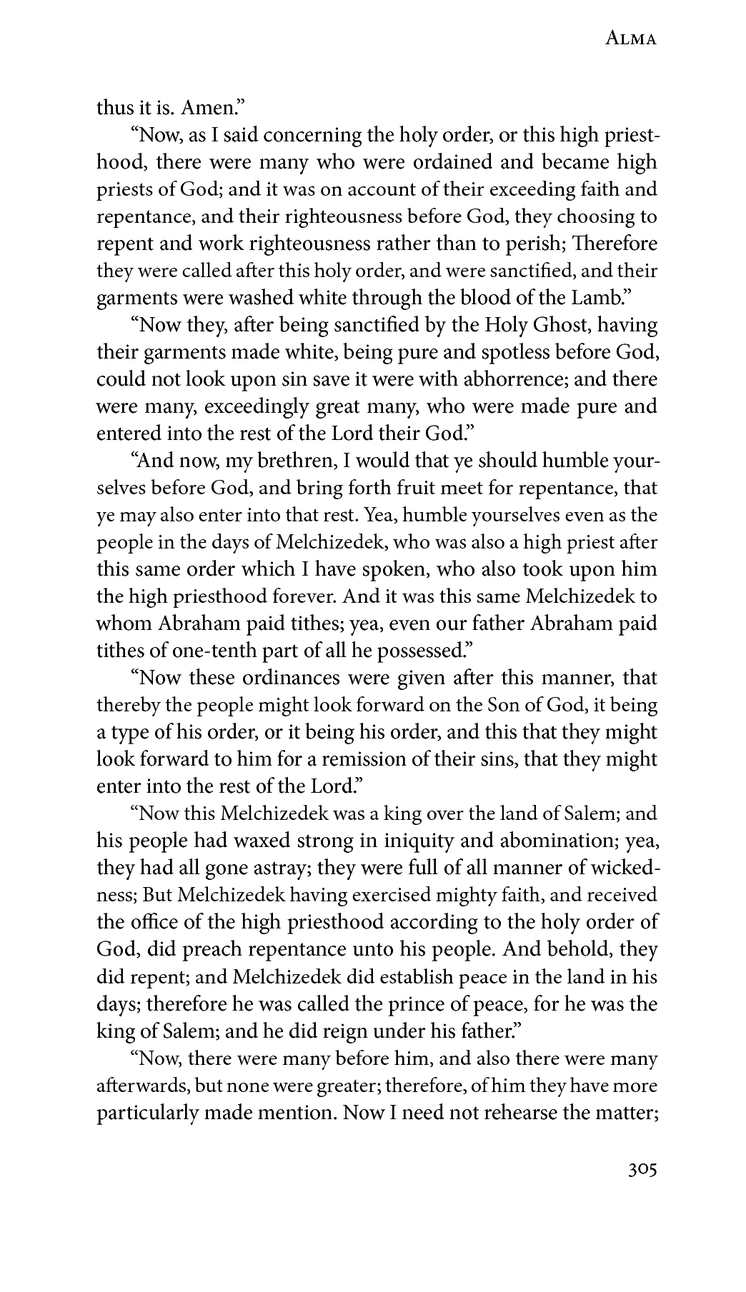 Alma
thus it is. Amen.”
“Now, as I said concerning the holy order, or this high priest-
hood, there were many who were ordained and became high
priests of God; and it was on account of their exceeding faith and
repentance, and their righteousness before God, they choosing to
repent and work righteousness rather than to perish; Therefore
they were called after this holy order, and were sanctified, and their
garments were washed white through the blood of the Lamb.”
“Now they, after being sanctified by the Holy Ghost, having
their garments made white, being pure and spotless before God,
could not look upon sin save it were with abhorrence; and there
were many, exceedingly great many, who were made pure and
entered into the rest of the Lord their God.”
“And now, my brethren, I would that ye should humble your-
selves before God, and bring forth fruit meet for repentance, that
ye may also enter into that rest. Yea, humble yourselves even as the
people in the days of Melchizedek, who was also a high priest after
this same order which I have spoken, who also took upon him
the high priesthood forever. And it was this same Melchizedek to
whom Abraham paid tithes; yea, even our father Abraham paid
tithes of one-tenth part of all he possessed.”
“Now these ordinances were given after this manner, that
thereby the people might look forward on the Son of God, it being
a type of his order, or it being his order, and this that they might
look forward to him for a remission of their sins, that they might
enter into the rest of the Lord.”
“Now this Melchizedek was a king over the land of Salem; and
his people had waxed strong in iniquity and abomination; yea,
they had all gone astray; they were full of all manner of wicked-
ness; But Melchizedek having exercised mighty faith, and received
the office of the high priesthood according to the holy order of
God, did preach repentance unto his people. And behold, they
did repent; and Melchizedek did establish peace in the land in his
days; therefore he was called the prince of peace, for he was the
king of Salem; and he did reign under his father.”
“Now, there were many before him, and also there were many
afterwards, but none were greater; therefore, of him they have more
particularly made mention. Now I need not rehearse the matter;
305